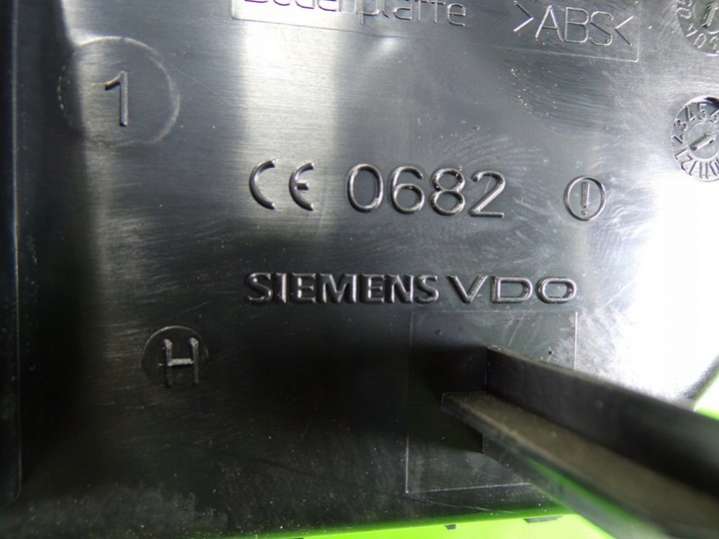 >ABS<
1
CE 0682
SIEMENS VDO
H